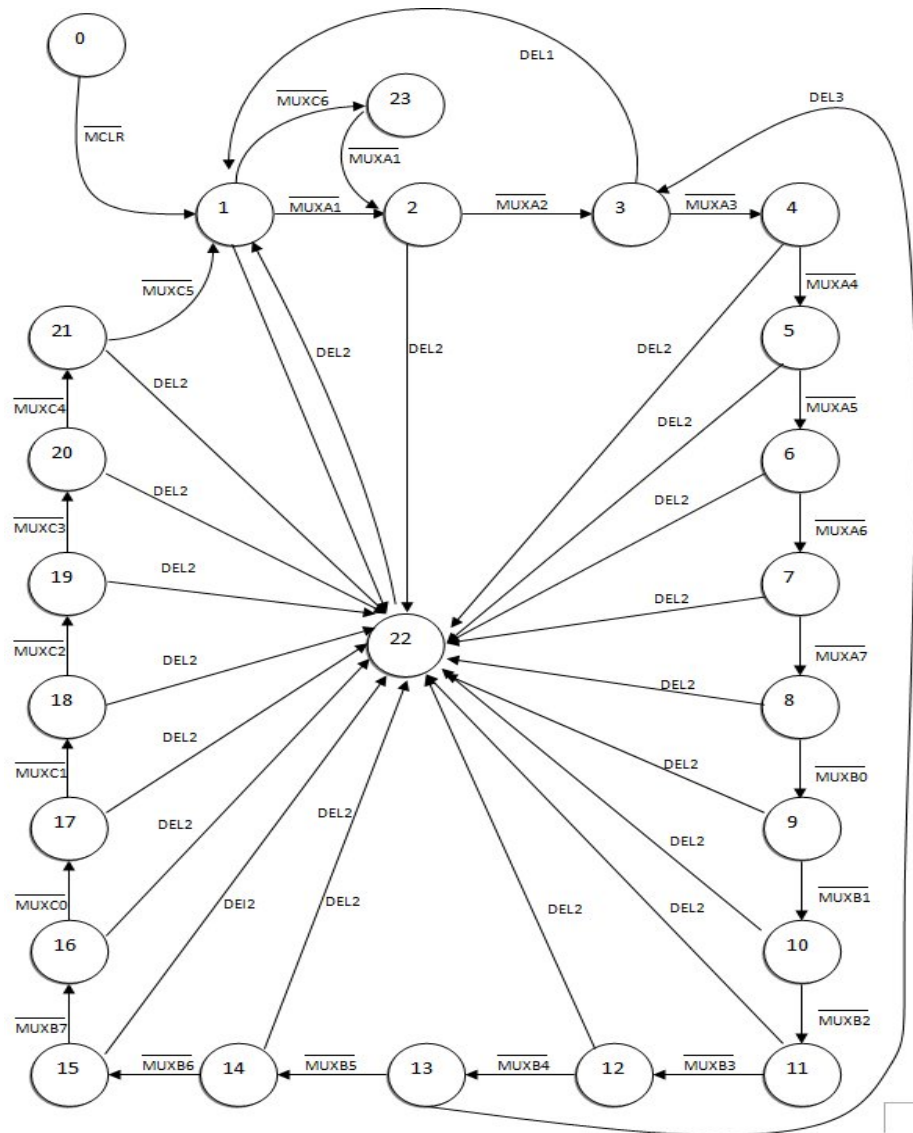 0
DEL1
MUXC6
23
DEL3
MCLR
MUXA1
1
MUXA1
2
MUXA2
3
MUXA3
4
MUXC5
MUXA4
21
DEL2
DEL2
DEL2
5
DEL2
MUXC4
MUXA5
20
DEL2
6
DEL2
DEL2
MUXC3
MUXA6
19
DEL2
7
DEL2
22
MUXC2
MUXA7
DEL2
18
DEL2
8
DEL2
MUXC1
DEL2
MUXB0
17
DEL2
9
DEL2
DEL2
MUXC0
DEI2
DEL2
DEL2
DEL2
MUXB1
16
10
MUXB7
MUXB2
15
MUXB6
14
MUXB5
13
MUXB4
12
MUXB3
11